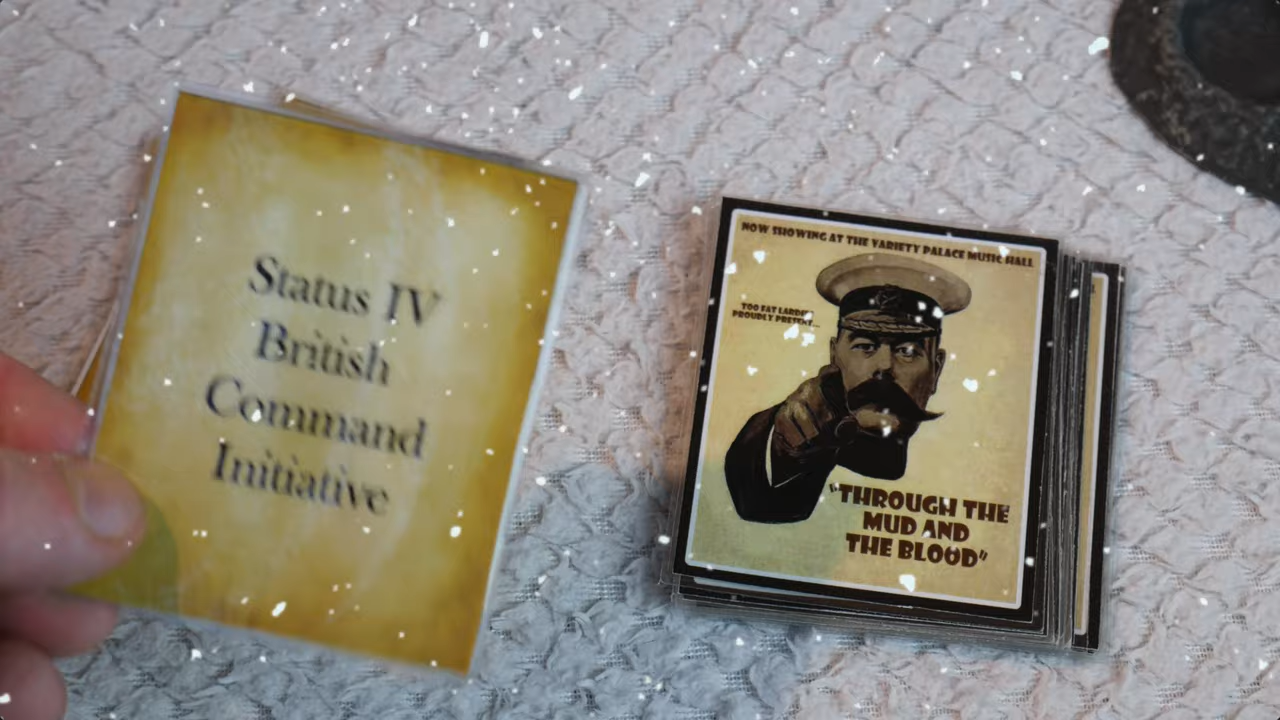 Status IV
British
Command
Initiative
NOW SHOWING AT THE VARIETY PALACE MUSIC HALL
TOO FAT LARDIES
PROUDLY PRESENT...
"THROUGH THE
MUD AND
THE BLOOD"